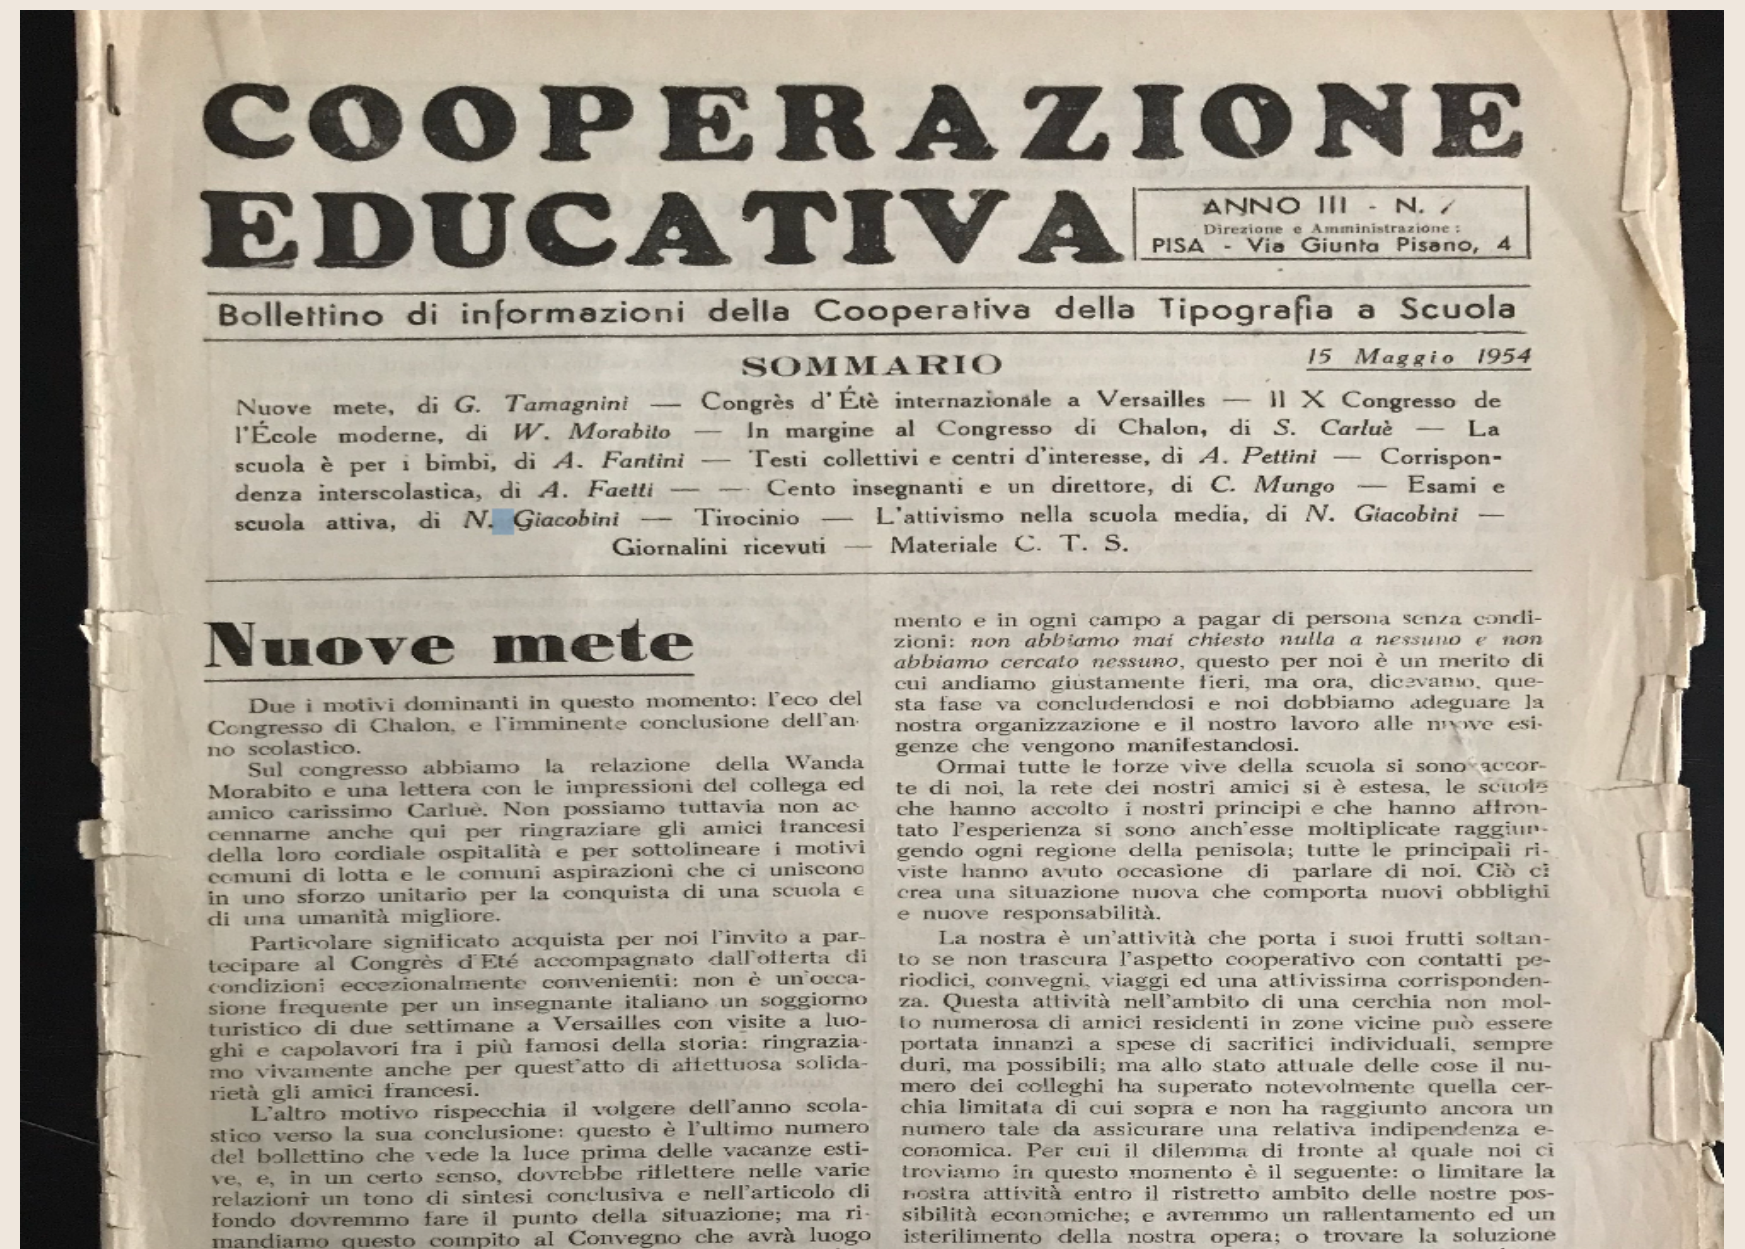 COOPERAZIONE
EDUCATIVA
ANNO III - N.
Direzione e Amministrazione :
PISA - Via Giunta Pisano, 4
Bollettino di informazioni della Cooperativa della Tipografia a Scuola
SOMMARIO
15 Maggio 1954
Nuove mete, di G. Tamagnini — Congrès d'Étè internazionale a Versailles — Il X Congresso de
l'École moderne, di W. Morabito — In margine al Congresso di Chalon, di S. Carluè — La
scuola è per i bimbi, di A. Fantini — Testi collettivi e centri d'interesse, di A. Pettini — Corrispon-
denza interscolastica, di A. Faetti — — Cento insegnanti e un direttore, di C. Mungo — Esami e
scuola attiva, di N. Giacobini — Tirocinio — L'attivismo nella scuola media, di N. Giacobini —
Giornalini ricevuti — Materiale C. T. S.
Nuove mete
Due i motivi dominanti in questo momento: l'eco del
Congresso di Chalon, e l'imminente conclusione dell'an-
no scolastico.
Sul congresso abbiamo la relazione della Wanda
Morabito e una lettera con le impressioni del collega ed
amico carissimo Carluè. Non possiamo tuttavia non ac-
cennarne anche qui per ringraziare gli amici francesi
della loro cordiale ospitalità e per sottolineare i motivi
comuni di lotta e le comuni aspirazioni che ci uniscono
in uno sforzo unitario per la conquista di una scuola e
di una umanità migliore.
Particolare significato acquista per noi l'invito a par-
tecipare al Congrès d'Eté accompagnato dall'offerta di
condizioni eccezionalmente convenienti: non è un'occa-
sione frequente per un insegnante italiano un soggiorno
turistico di due settimane a Versailles con visite a luo-
ghi e capolavori fra i più famosi della storia: ringrazia-
mo vivamente anche per quest'atto di affettuosa solida-
rietà gli amici francesi.
L'altro motivo rispecchia il volgere dell'anno scola-
stico verso la sua conclusione: questo è l'ultimo numero
del bollettino che vede la luce prima delle vacanze esti-
ve, e, in un certo senso, dovrebbe riflettere nelle varie
relazioni un tono di sintesi conclusiva e nell'articolo di
fondo dovremmo fare il punto della situazione; ma ri-
mandiamo questo compito al Convegno che avrà luogo
mento e in ogni campo a pagar di persona senza condi-
zioni: non abbiamo mai chiesto nulla a nessuno e non
abbiamo cercato nessuno, questo per noi è un merito di
cui andiamo giustamente fieri, ma ora, dicevamo, que-
sta fase va concludendosi e noi dobbiamo adeguare la
nostra organizzazione e il nostro lavoro alle nuove esi-
genze che vengono manifestandosi.
Ormai tutte le forze vive della scuola si sono accor-
te di noi, la rete dei nostri amici si è estesa, le scuole
che hanno accolto i nostri principi e che hanno affron-
tato l'esperienza si sono anch'esse moltiplicate raggiun-
gendo ogni regione della penisola; tutte le principali ri-
viste hanno avuto occasione di parlare di noi. Ciò ci
crea una situazione nuova che comporta nuovi obblighi
e nuove responsabilità.
La nostra è un'attività che porta i suoi frutti soltan-
to se non trascura l'aspetto cooperativo con contatti pe-
riodici, convegni, viaggi ed una attivissima corrisponden-
za. Questa attività nell'ambito di una cerchia non mol-
to numerosa di amici residenti in zone vicine può essere
portata innanzi a spese di sacrifici individuali, sempre
duri, ma possibili; ma allo stato attuale delle cose il nu-
mero dei colleghi ha superato notevolmente quella cer-
chia limitata di cui sopra e non ha raggiunto ancora un
numero tale da assicurare una relativa indipendenza e-
conomica. Per cui il dilemma di fronte al quale noi ci
troviamo in questo momento è il seguente: o limitare la
nostra attività entro il ristretto ambito delle nostre pos-
sibilità economiche; e avremmo un rallentamento ed un
isterilimento della nostra opera; o trovare la soluzione